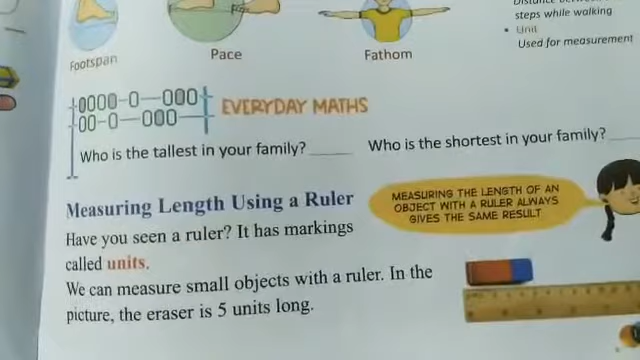 steps while walking
Unit
Used for measurement
Footspan
Pace
Fathom
EVERYDAY MATHS
Who is the tallest in your family? ______
Who is the shortest in your family? ___
Measuring Length Using a Ruler
Have you seen a ruler? It has markings
called units.
We can measure small objects with a ruler. In the
picture, the eraser is 5 units long.
MEASURING THE LENGTH OF AN
OBJECT WITH A RULER ALWAYS
GIVES THE SAME RESULT